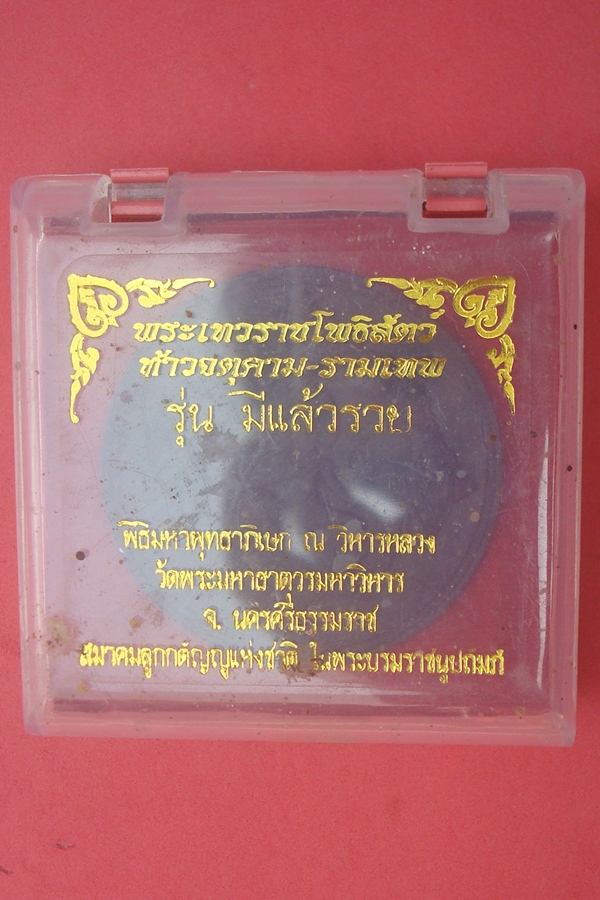 พระเทวราชโพธิสัตว์
ท้าวจตุคาม-รามเทพ
รุ่น มีแล้วรวย
พิธีมหาพุทธาภิเษก ณ วิหารหลวง
วัดพระมหาธาตุวรมหาวิหาร
จ. นครศรีธรรมราช
สมาคมลูกกตัญญูแห่งชาติ ในพระบรมราชนูปถัมภ์